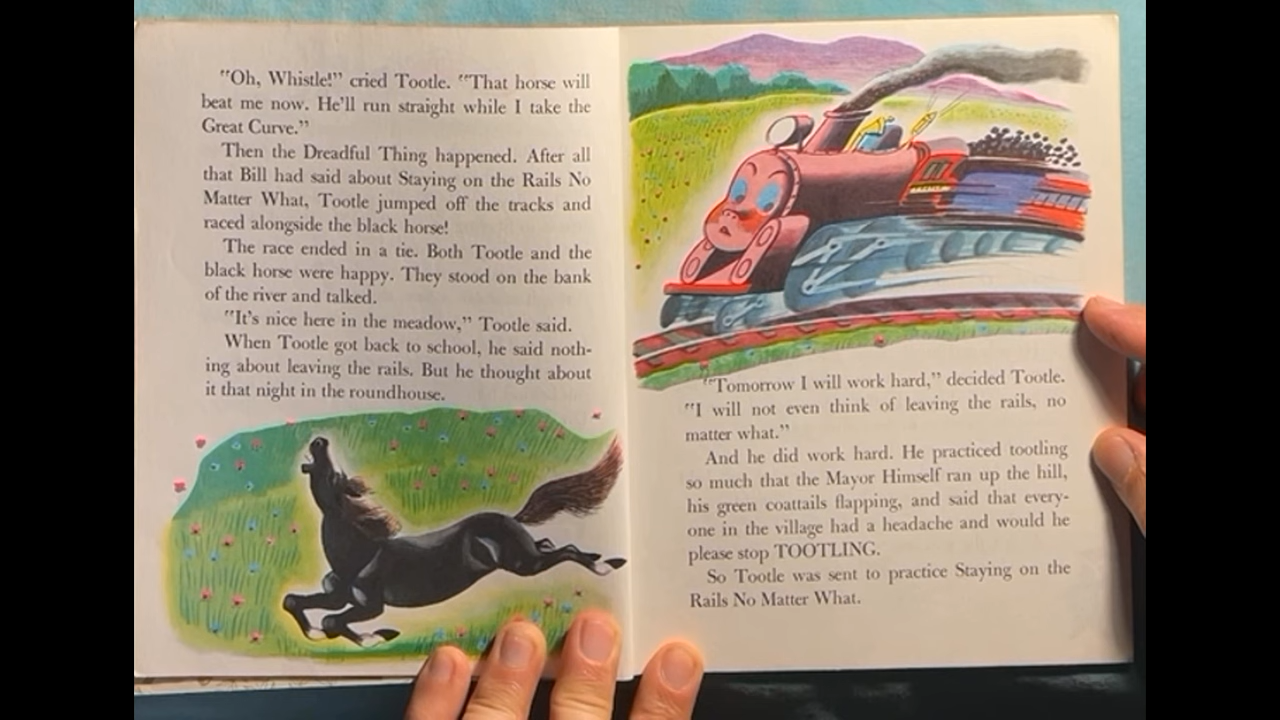 "Oh, Whistle!" cried Tootle. "That horse will
beat me now. He'll run straight while I take the
Great Curve."
Then the Dreadful Thing happened. After all
that Bill had said about Staying on the Rails No
Matter What, Tootle jumped off the tracks and
raced alongside the black horse!
The race ended in a tie. Both Tootle and the
black horse were happy. They stood on the bank
of the river and talked.
"It's nice here in the meadow," Tootle said.
When Tootle got back to school, he said noth-
ing about leaving the rails. But he thought about
it that night in the roundhouse.
"Tomorrow I will work hard," decided Tootle.
"I will not even think of leaving the rails, no
matter what."
And he did work hard. He practiced tootling
so much that the Mayor Himself ran up the hill,
his green coattails flapping, and said that every-
one in the village had a headache and would he
please stop TOOTLING.
So Tootle was sent to practice Staying on the
Rails No Matter What.